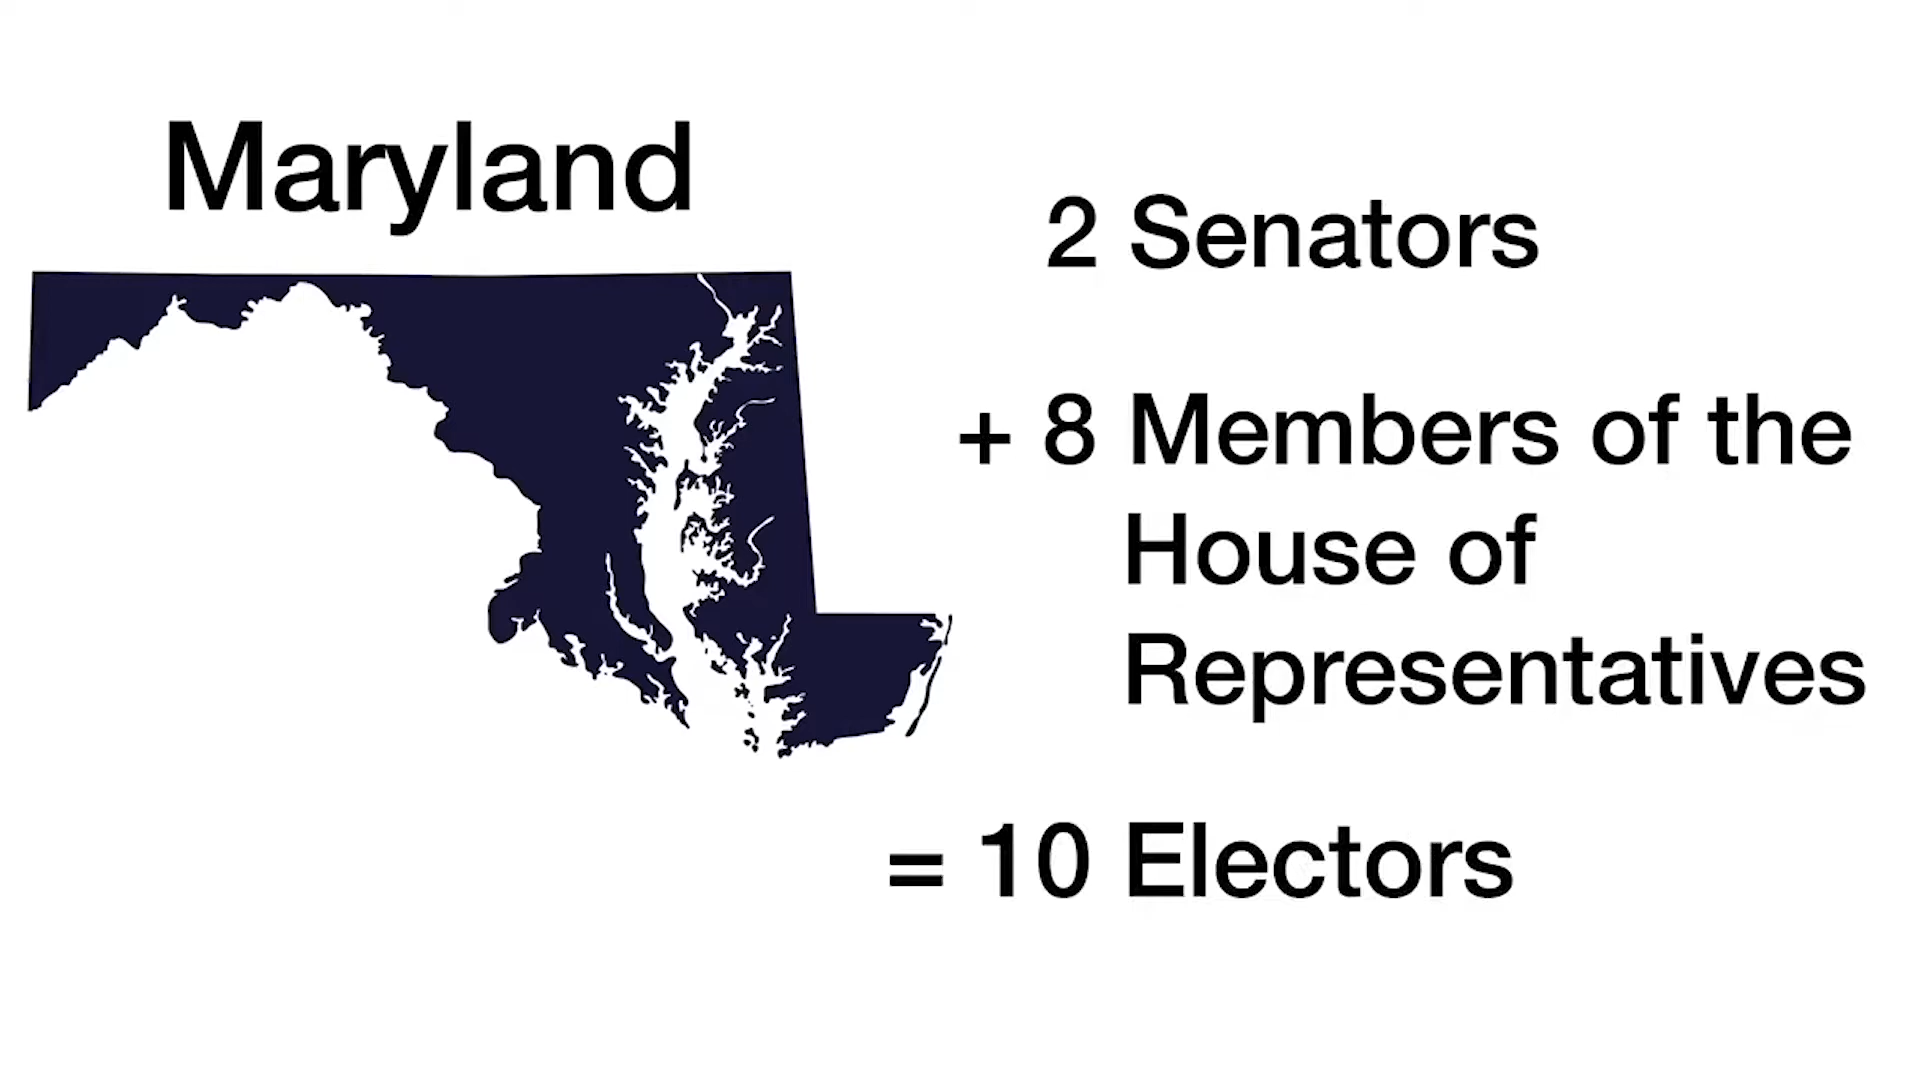 Maryland
2 Senators
+ 8 Members of the
House of
Representatives
= 10 Electors